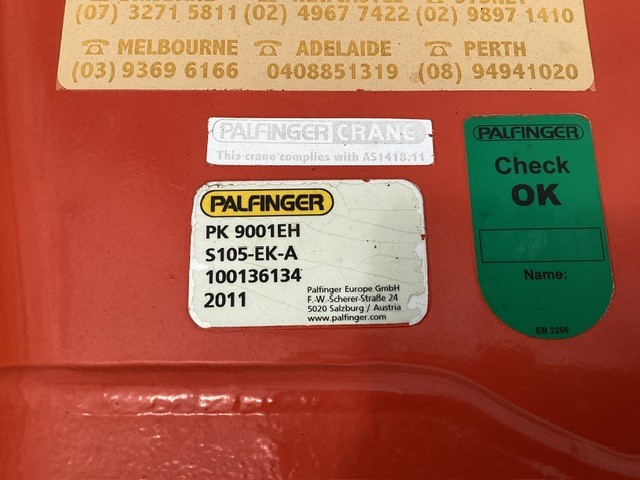 (07) 3271 5811 (02) 4967 7422 (02) 9897 1410
☎ MELBOURNE ☎ ADELAIDE ☎ PERTH
(03) 9369 6166 0408851319 (08) 94941020
PALFINGER CRANE
This crane complies with AS1418.11
PALFINGER
Check
OK
Name:
EB 2266
PALFINGER
PK 9001EH
S105-EK-A
100136134
2011
Palfinger Europe GmbH
F.-W.-Scherer-Straße 24
5020 Salzburg / Austria
www.palfinger.com